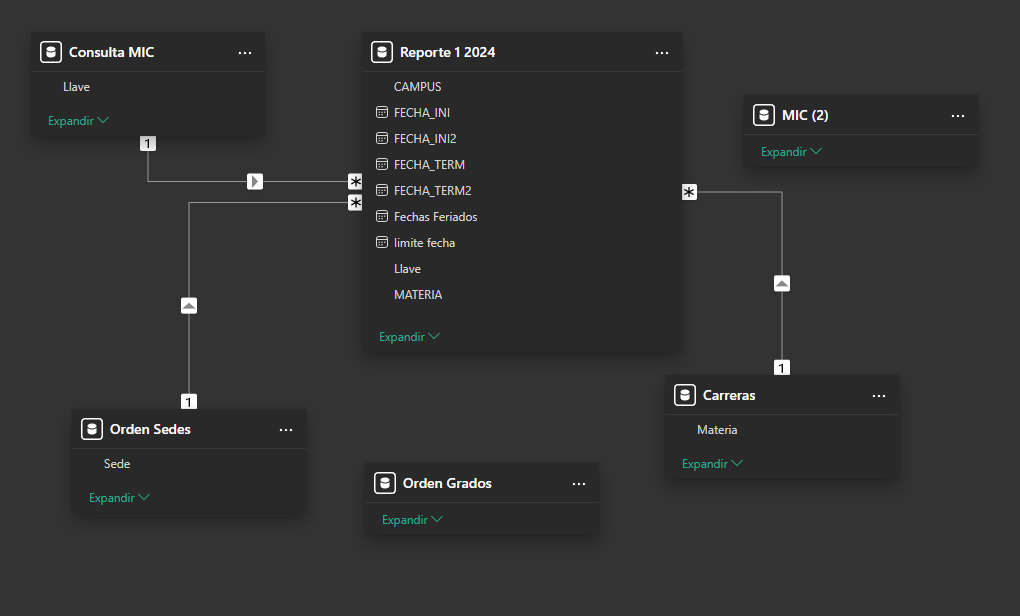 Consulta MIC
Llave
Expandir
1
Reporte 1 2024
CAMPUS
FECHA_INI
FECHA_INI2
FECHA_TERM
FECHA_TERM2
Fechas Feriados
limite fecha
Llave
MATERIA
Expandir
*
*
*
MIC (2)
Expandir
1
Orden Sedes
Sede
Expandir
Orden Grados
Expandir
1
Carreras
Materia
Expandir